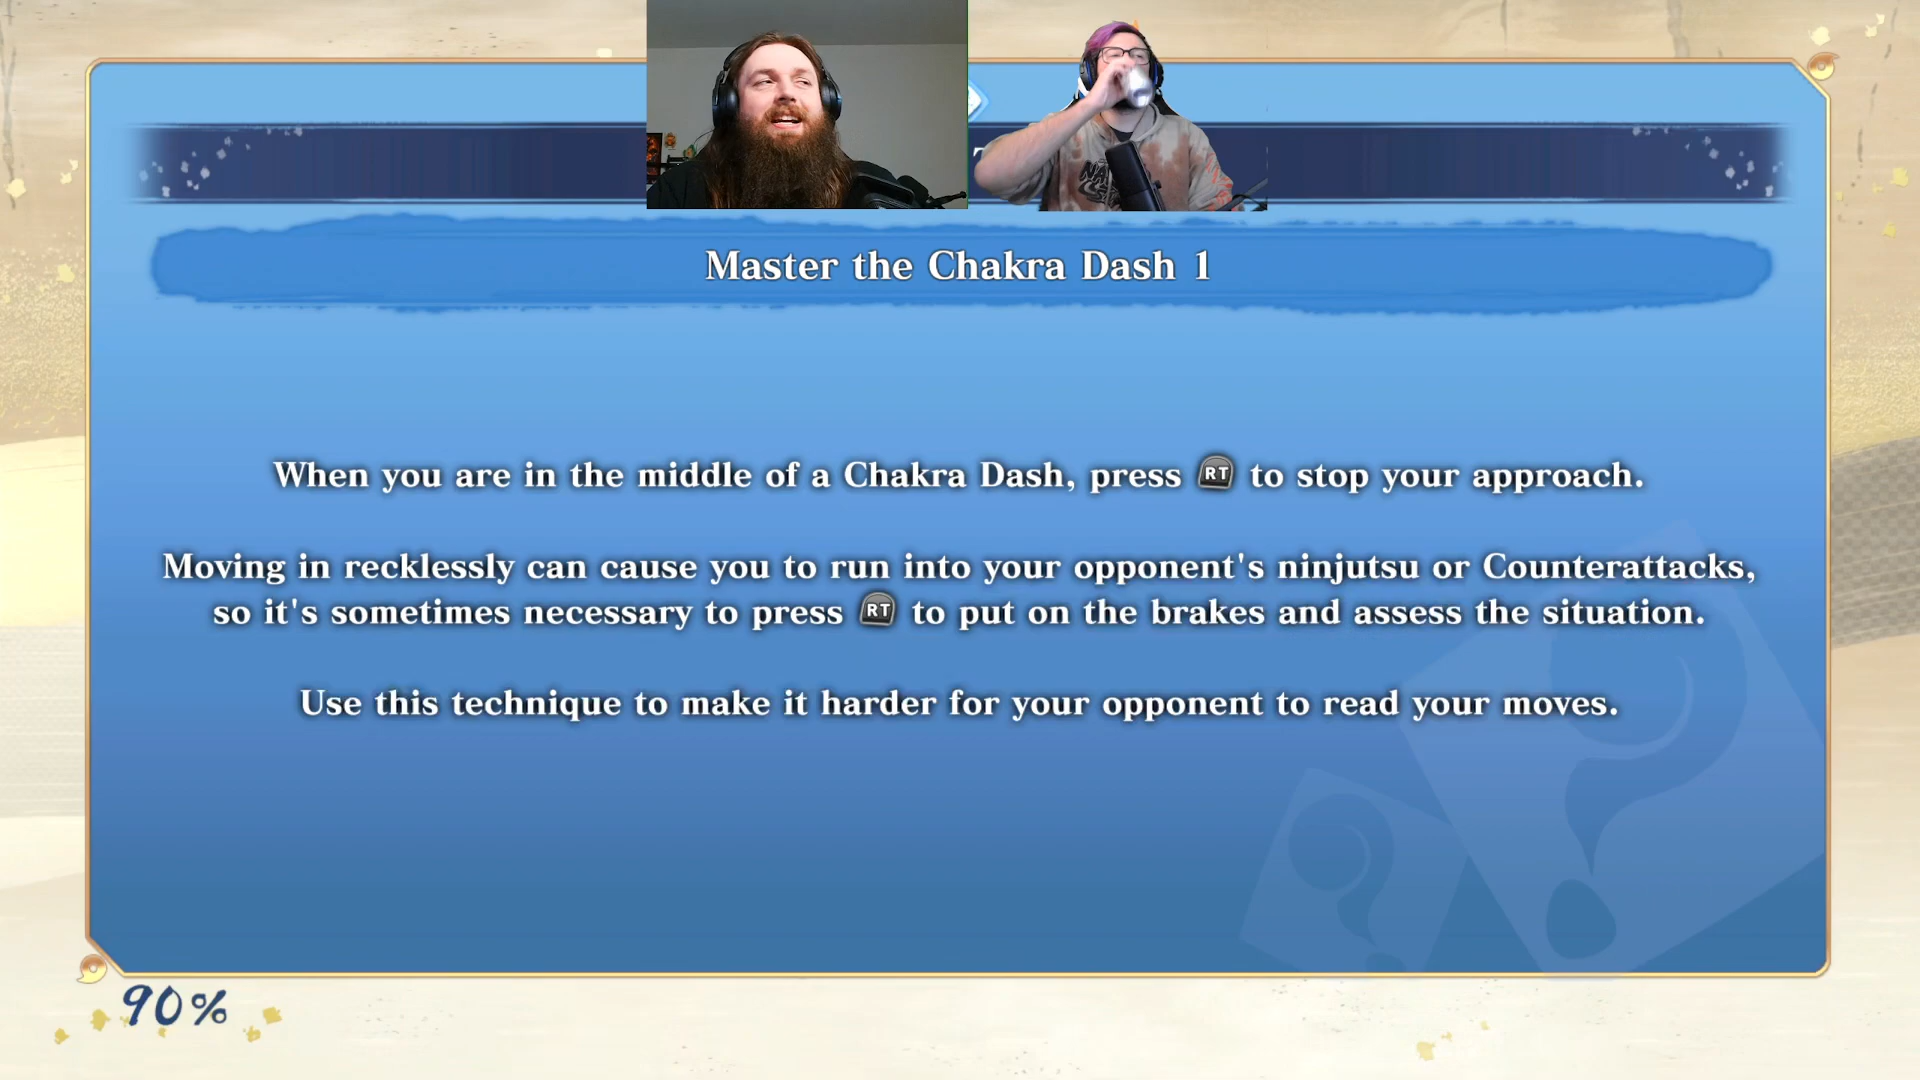 Master the Chakra Dash 1
When you are in the middle of a Chakra Dash, press RT to stop your approach.
Moving in recklessly can cause you to run into your opponent's ninjutsu or Counterattacks,
so it's sometimes necessary to press RT to put on the brakes and assess the situation.
Use this technique to make it harder for your opponent to read your moves.
90%